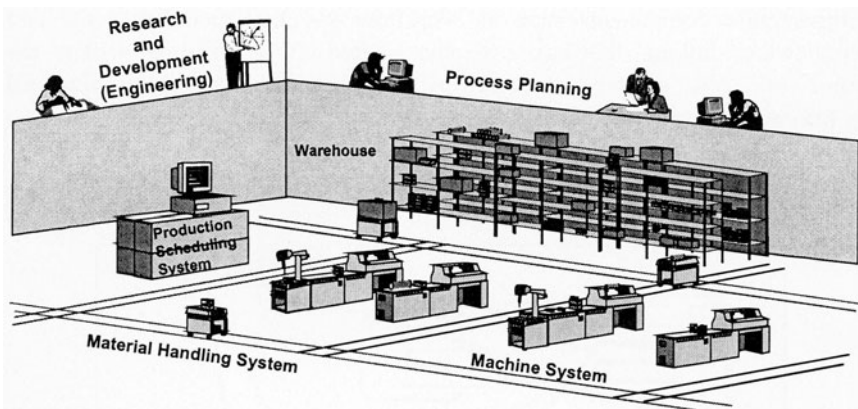 Research
and
Development
(Engineering)
Process Planning
Warehouse
Production
Scheduling
System
Material Handling System
Machine System